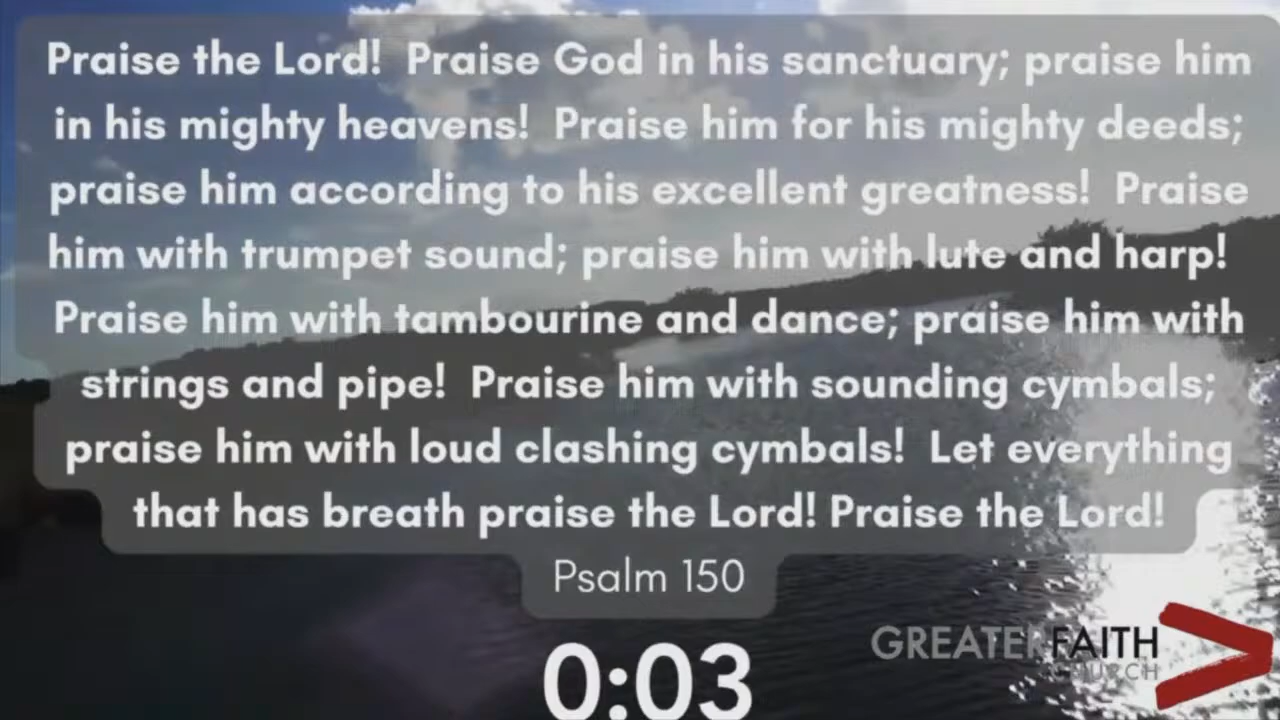 Praise the Lord!  Praise God in his sanctuary; praise him
in his mighty heavens!  Praise him for his mighty deeds;
praise him according to his excellent greatness!  Praise
him with trumpet sound; praise him with lute and harp!
Praise him with tambourine and dance; praise him with
strings and pipe!  Praise him with sounding cymbals;
praise him with loud clashing cymbals!  Let everything
that has breath praise the Lord! Praise the Lord!
Psalm 150
0:03
GREATERFAITH
CHURCH